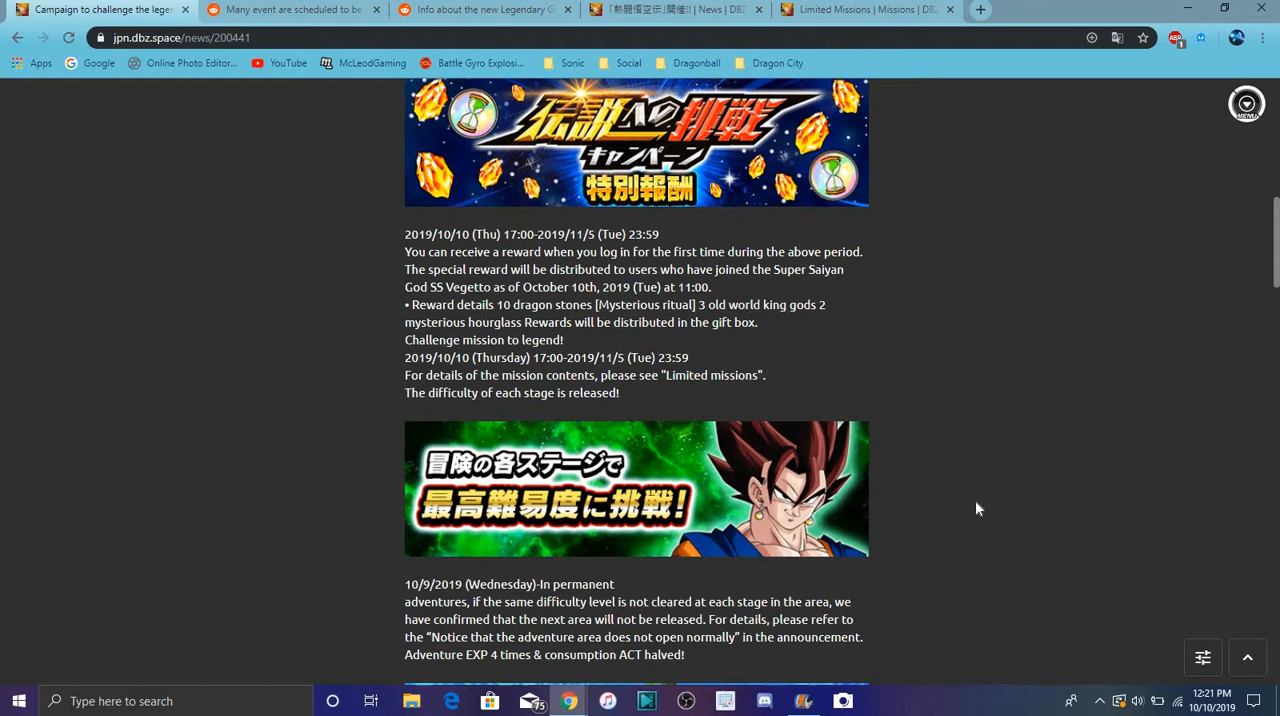 Campaign to challenge the legen
Many event are scheduled to be
Info about the new Legendary G
「熱闘悟空伝」開催!! | News | DBZ
Limited Missions | Missions | DBZ
jpn.dbz.space/news/200441
ABP
1
Apps
Google
Online Photo Editor...
YouTube
McLeodGaming
Battle Gyro Explosi...
Sonic
Social
Dragonball
Dragon City
MENU
伝説への挑戦
キャンペーン
特別報酬
2019/10/10 (Thu) 17:00-2019/11/5 (Tue) 23:59
You can receive a reward when you log in for the first time during the above period.
The special reward will be distributed to users who have joined the Super Saiyan
God SS Vegetto as of October 10th, 2019 (Tue) at 11:00.
• Reward details 10 dragon stones [Mysterious ritual] 3 old world king gods 2
mysterious hourglass Rewards will be distributed in the gift box.
Challenge mission to legend!
2019/10/10 (Thursday) 17:00-2019/11/5 (Tue) 23:59
For details of the mission contents, please see "Limited missions".
The difficulty of each stage is released!
冒険の各ステージで
最高難易度に挑戦!
10/9/2019 (Wednesday)-In permanent
adventures, if the same difficulty level is not cleared at each stage in the area, we
have confirmed that the next area will not be released. For details, please refer to
the “Notice that the adventure area does not open normally” in the announcement.
Adventure EXP 4 times & consumption ACT halved!
Type here to search
75
12:21 PM
10/10/2019